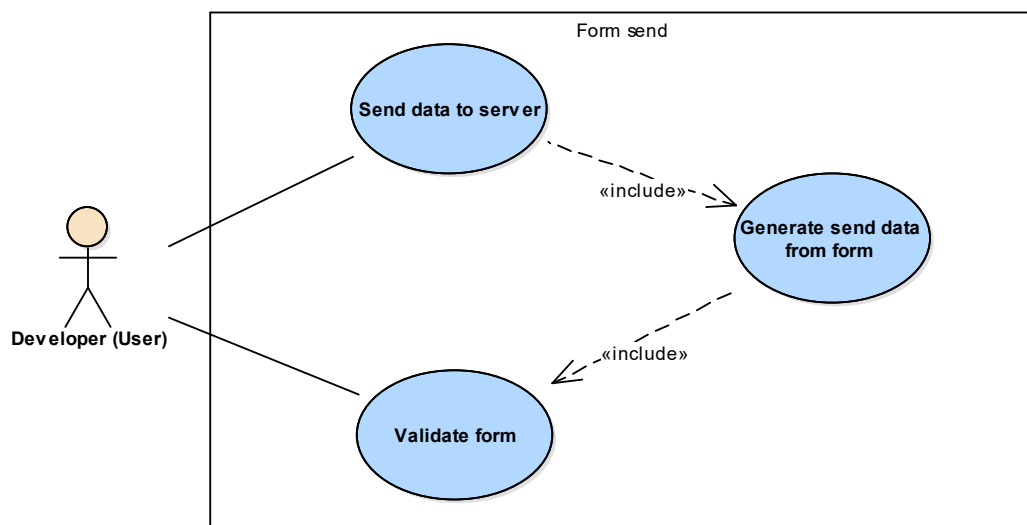 Form send
Send data to server
«include»
Generate send data
from form
Developer (User)
«include»
Validate form